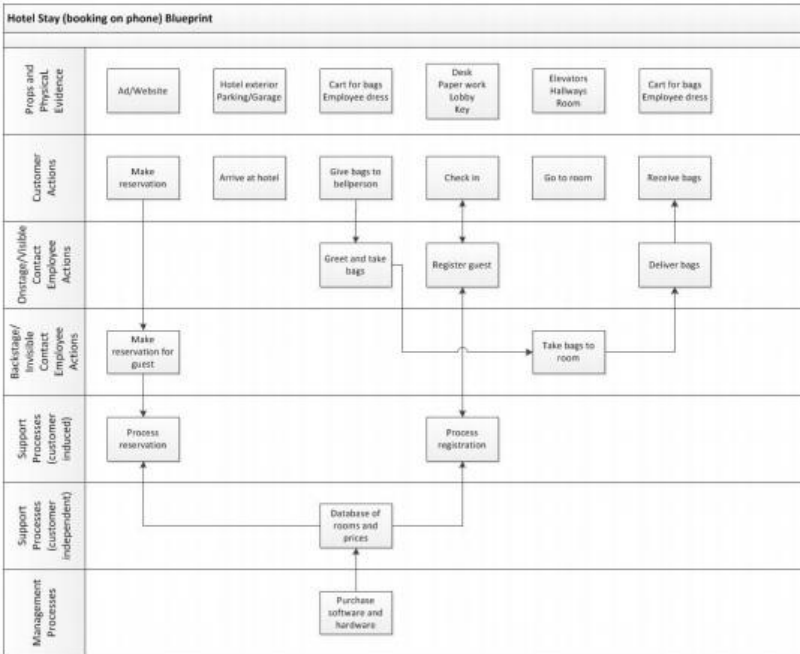 Hotel Stay (booking on phone) Blueprint
Props and
Physical
Evidence
Ad/Website
Hotel exterior
Parking/Garage
Cart for bags
Employee dress
Desk
Paper work
Lobby
Key
Elevators
Hallways
Room
Cart for bags
Employee dress
Customer
Actions
Make
reservation
Arrive at hotel
Give bags to
bellperson
Check in
Go to room
Receive bags
Onstage/Visible
Contact
Employee
Actions
Greet and take
bags
Register guest
Deliver bags
Backstage/
Invisible
Contact
Employee
Actions
Make
reservation for
guest
Take bags to
room
Support
Processes
(customer
induced)
Process
reservation
Process
registration
Support
Processes
(customer
independent)
Database of
rooms and
prices
Management
Processes
Purchase
software and
hardware